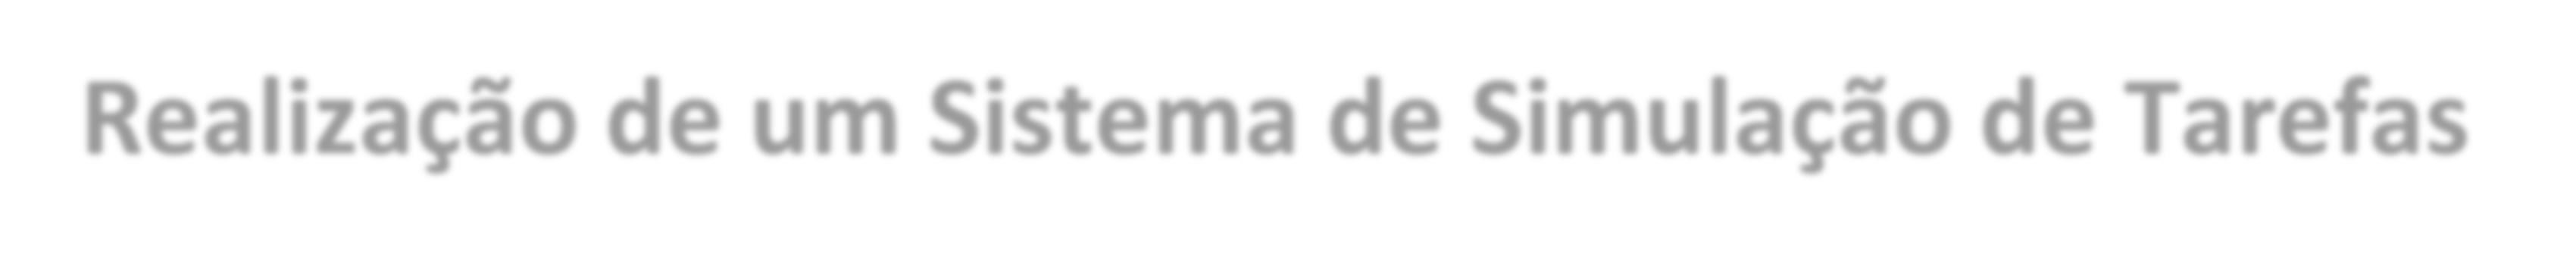 Realização de um Sistema de Simulação de Tarefas